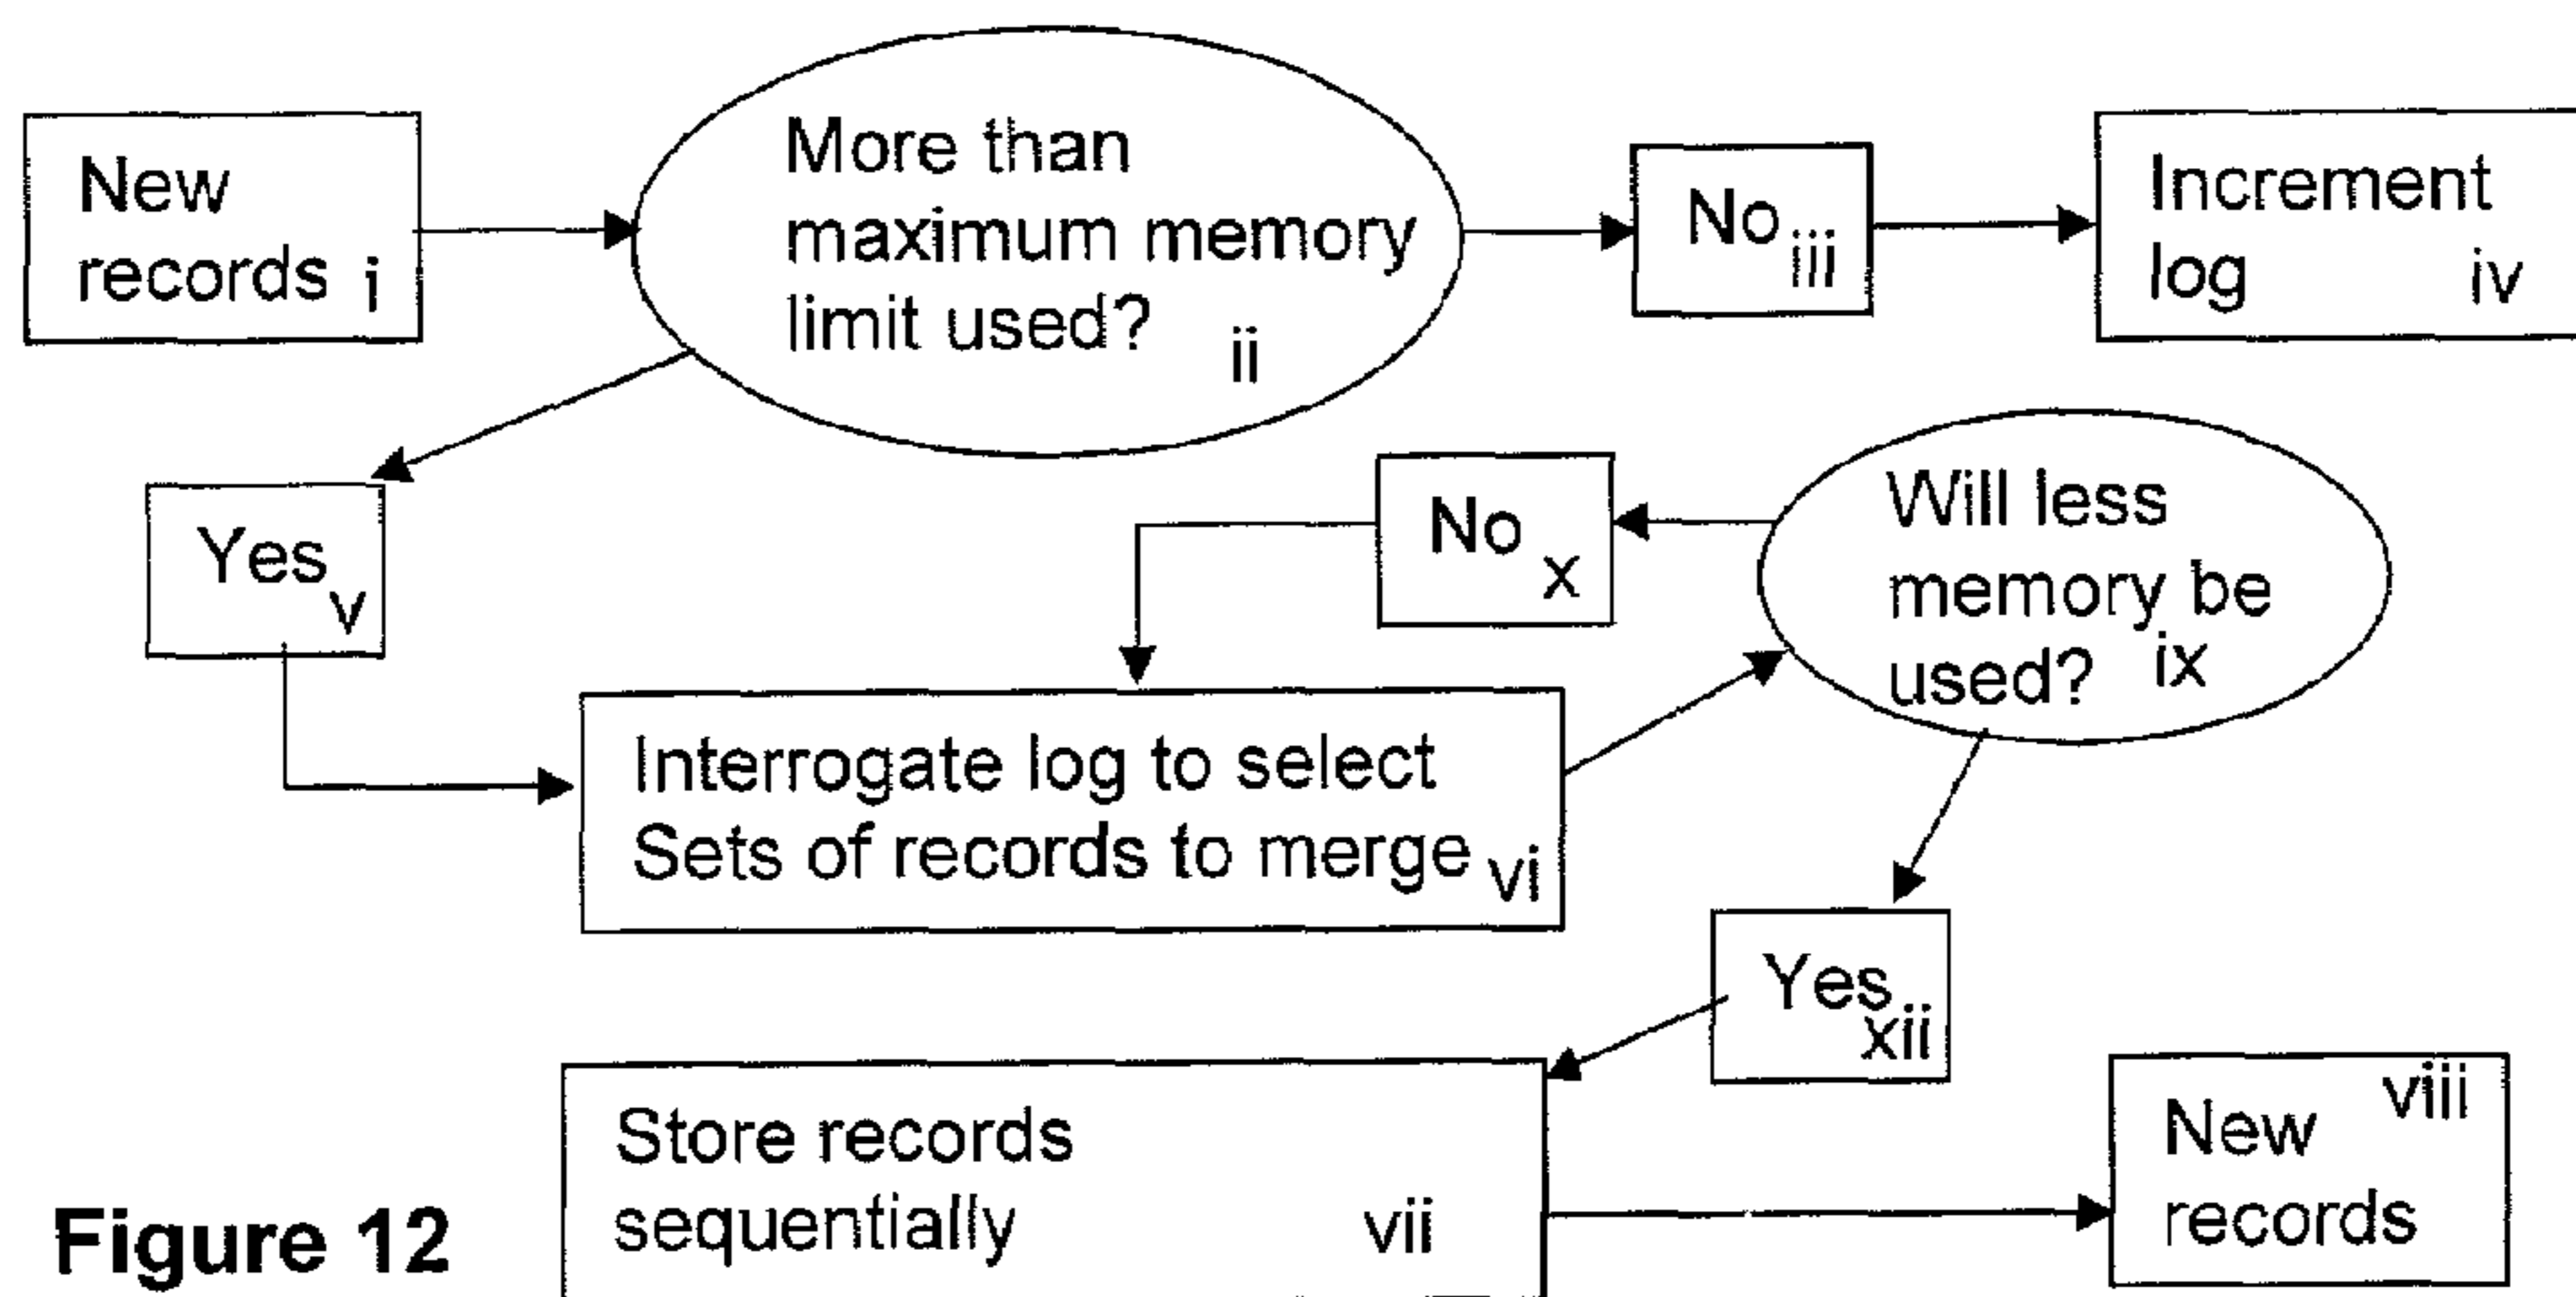 New
records i
More than
maximum memory
limit used? ii
No iii
Increment
log iv
Yes v
No x
Will less
memory be
used? ix
Interrogate log to select
Sets of records to merge vi
Yes xii
Store records
sequentially vii
viii
New
records
Figure 12